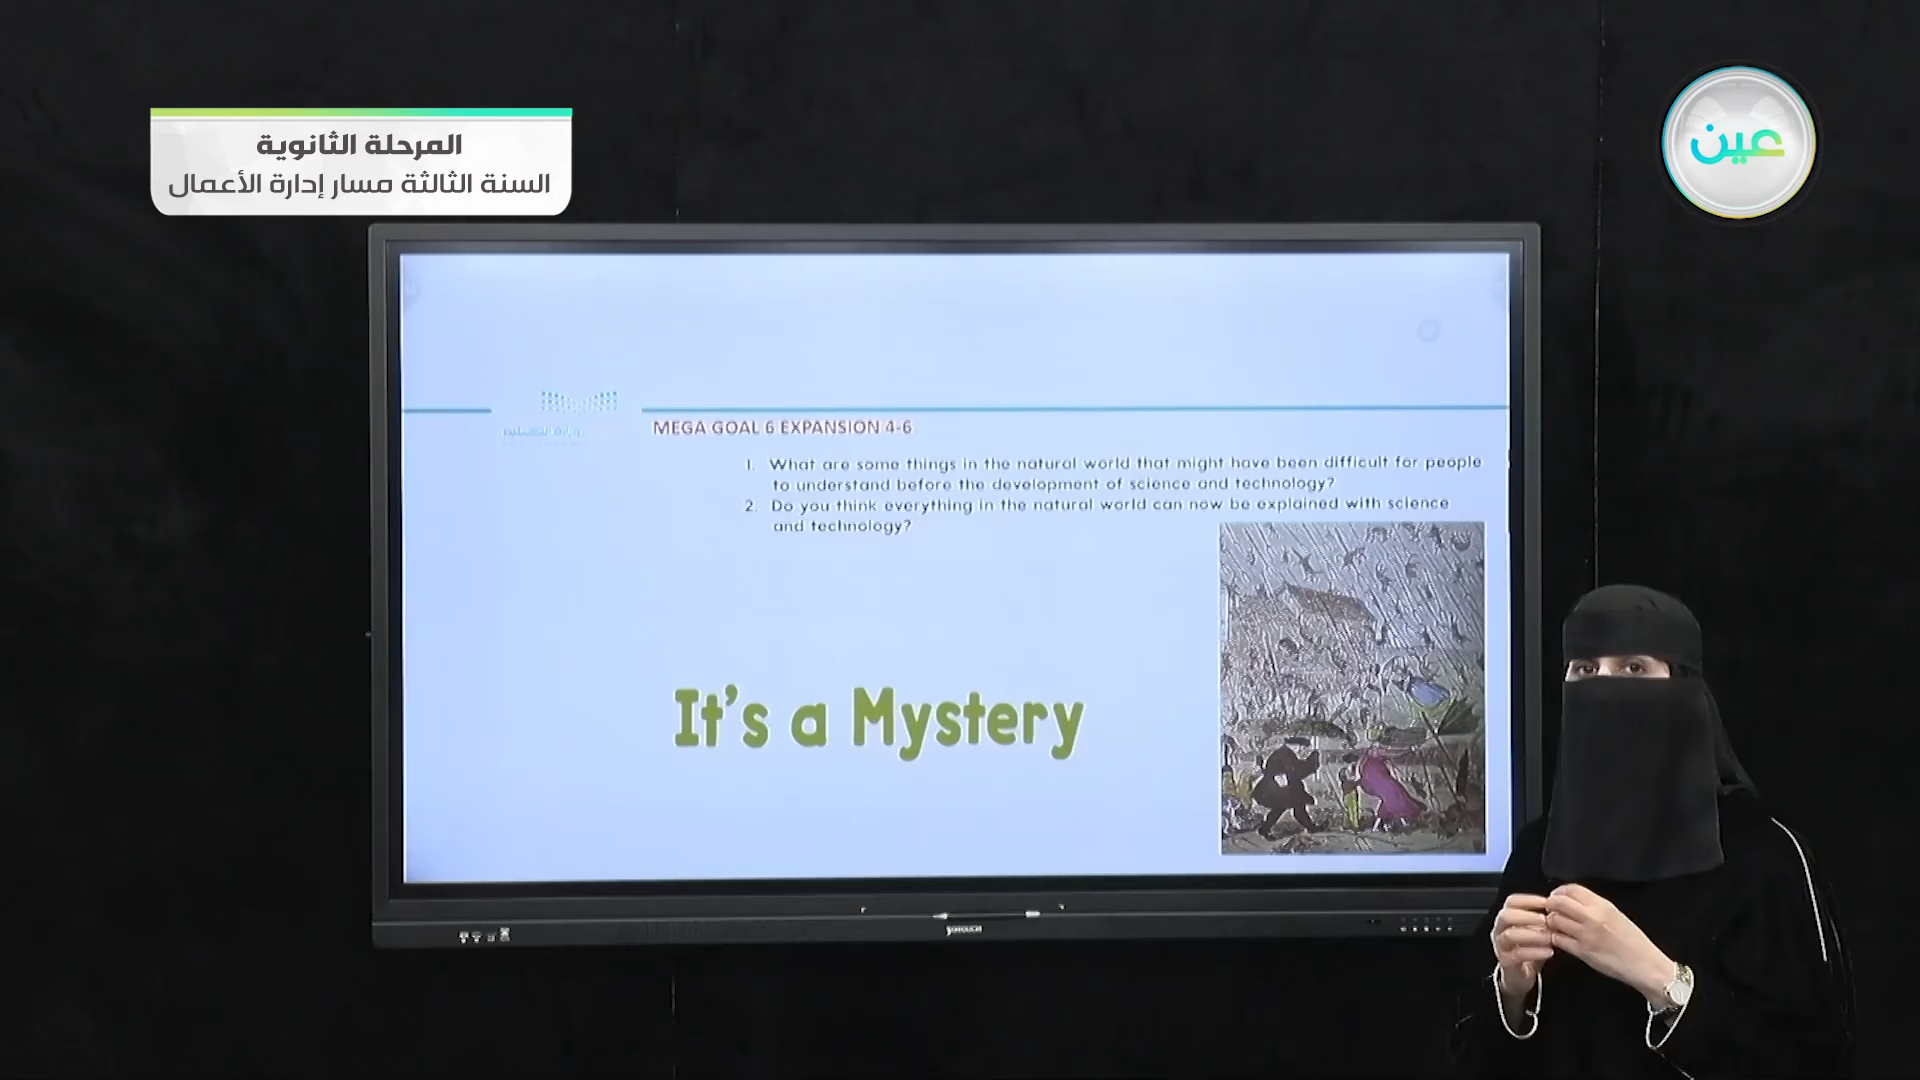 المرحلة الثانوية
السنة الثالثة مسار إدارة الأعمال
عين
وزارة التعليم
MEGA GOAL 6 EXPANSION 4-6
1. What are some things in the natural world that might have been difficult for people
to understand before the development of science and technology?
2. Do you think everything in the natural world can now be explained with science
and technology?
It's a Mystery